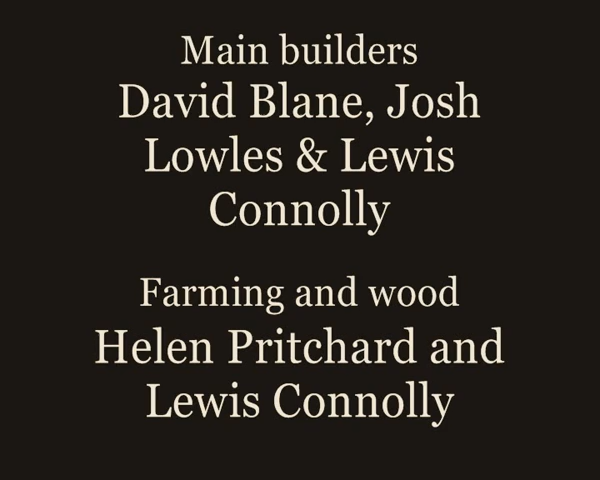 Main builders
David Blane, Josh
Lowles & Lewis
Connolly
Farming and wood
Helen Pritchard and
Lewis Connolly